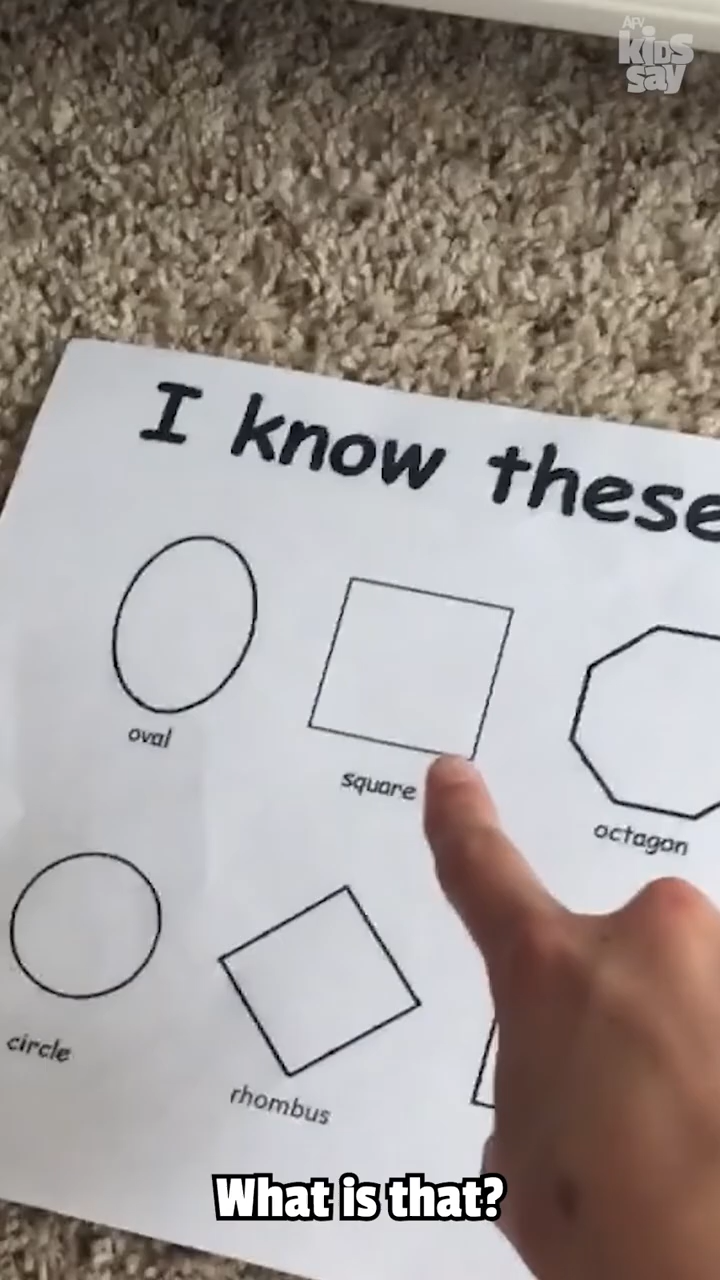 AFV
kids
say
I know these
oval
square
octagon
circle
rhombus
What is that?